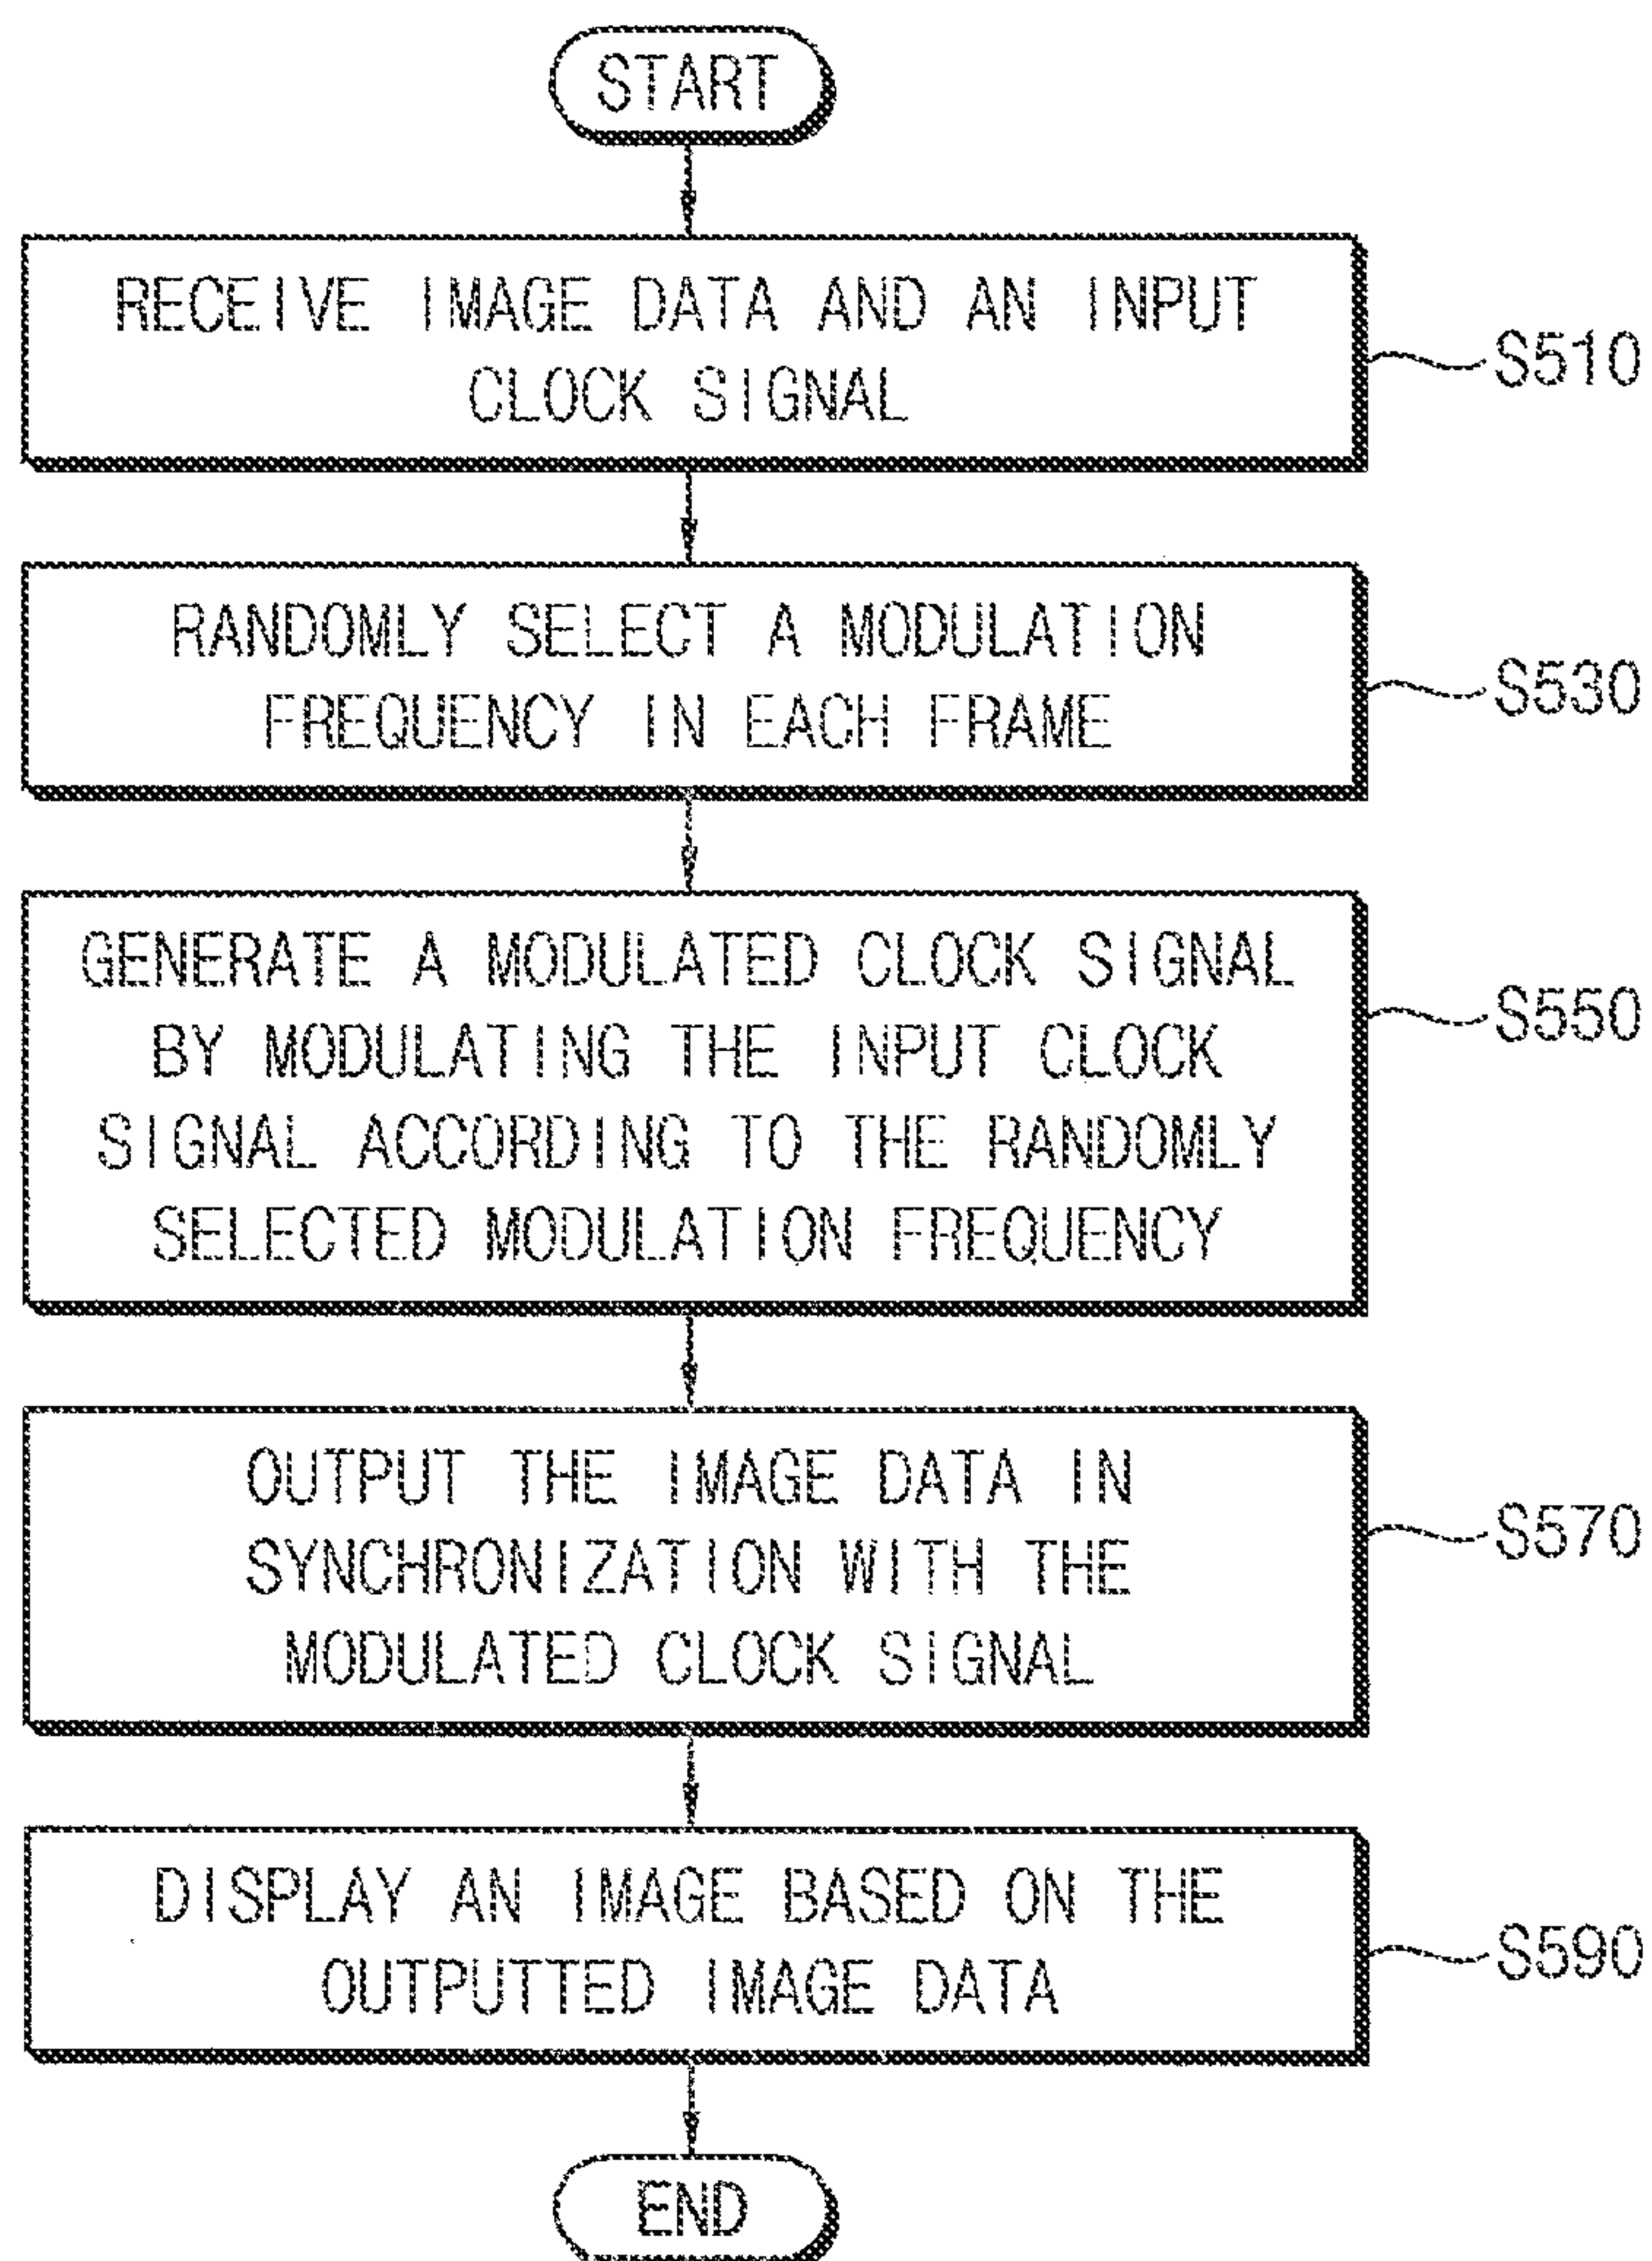 START
RECEIVE IMAGE DATA AND AN INPUT
CLOCK SIGNAL
S510
RANDOMLY SELECT A MODULATION
FREQUENCY IN EACH FRAME
S530
GENERATE A MODULATED CLOCK SIGNAL
BY MODULATING THE INPUT CLOCK
SIGNAL ACCORDING TO THE RANDOMLY
SELECTED MODULATION FREQUENCY
S550
OUTPUT THE IMAGE DATA IN
SYNCHRONIZATION WITH THE
MODULATED CLOCK SIGNAL
S570
DISPLAY AN IMAGE BASED ON THE
OUTPUTTED IMAGE DATA
S590
END